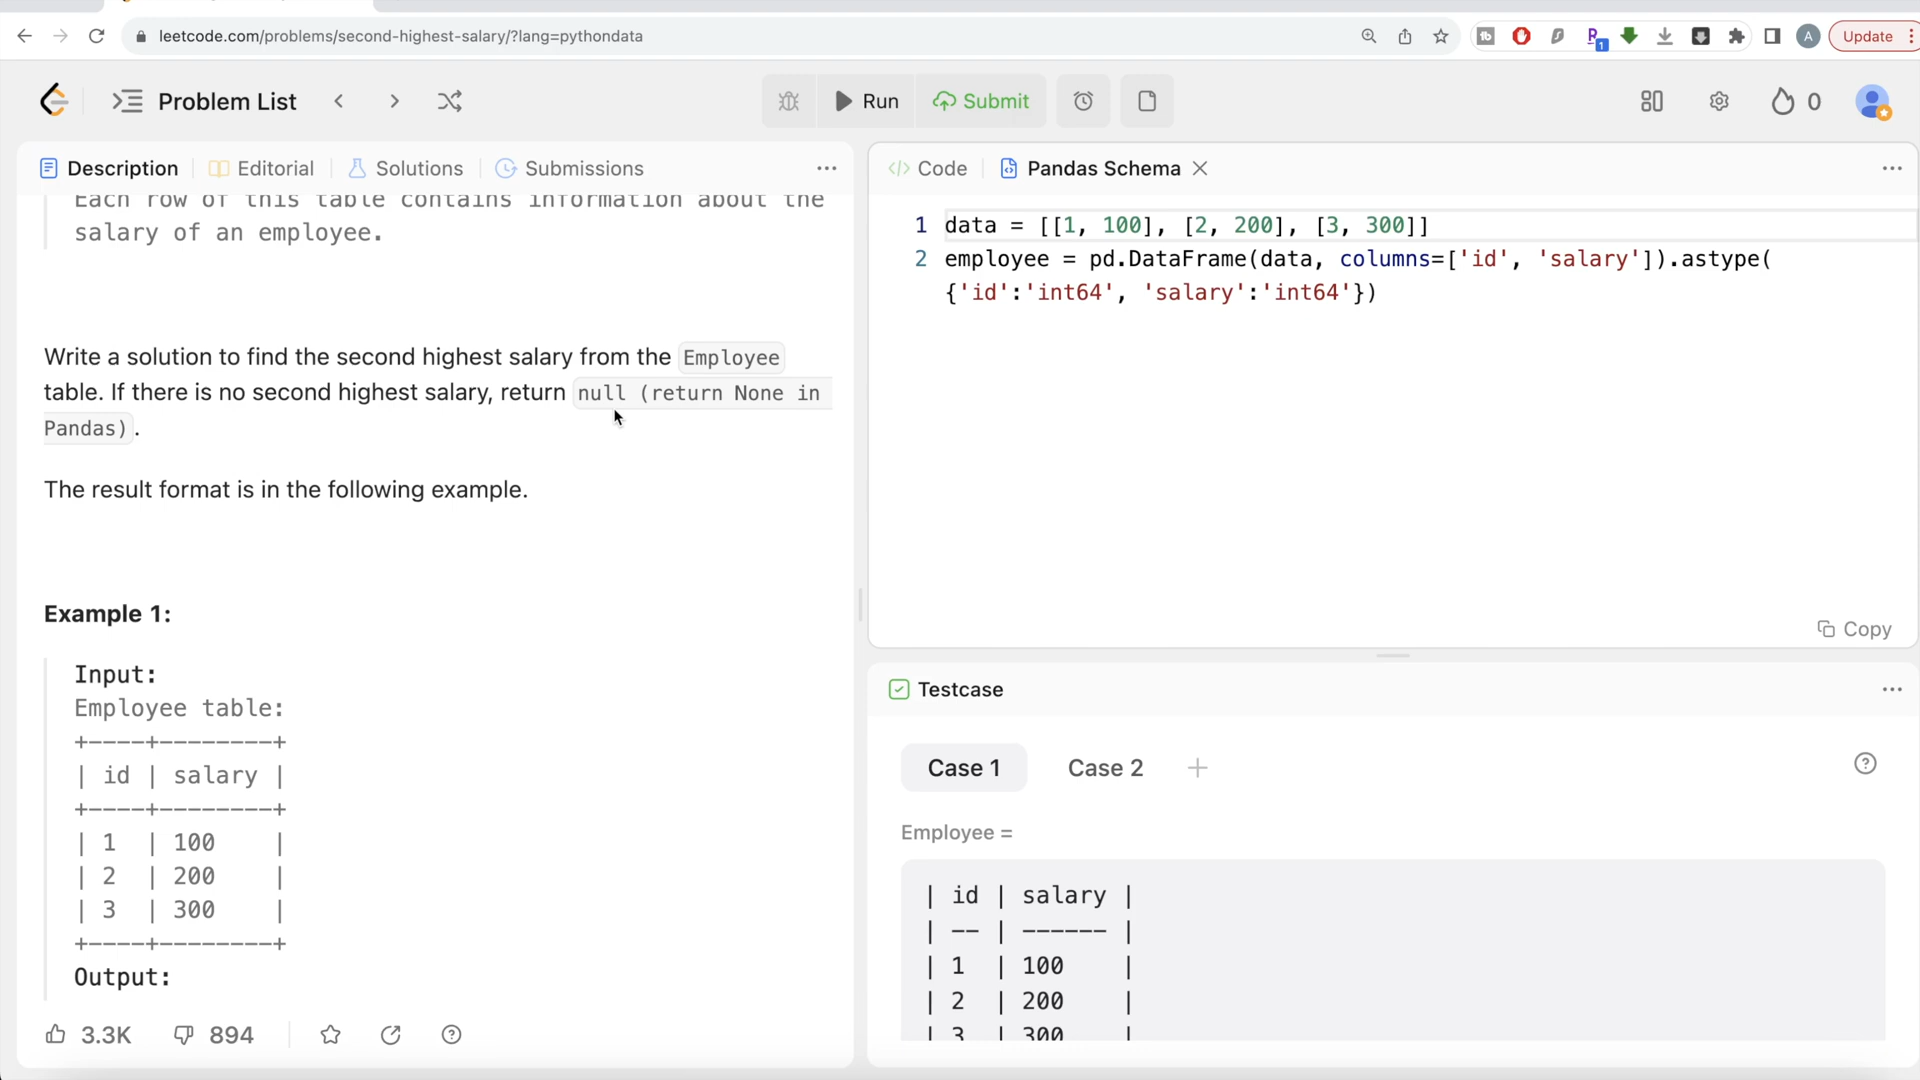 leetcode.com/problems/second-highest-salary/?lang=pythondata
1
A
Update
Problem List
Run
Submit
0
Description
Editorial
Solutions
Submissions
Each row of this table contains information about the
salary of an employee.
Write a solution to find the second highest salary from the Employee
table. If there is no second highest salary, return null (return None in
Pandas).
The result format is in the following example.
Example 1:
Input:
Employee table:
+----+--------+
| id | salary |
+----+--------+
| 1 | 100 |
| 2 | 200 |
| 3 | 300 |
+----+--------+
Output:
3.3K
894
</> Code
Pandas Schema
1 data = [[1, 100], [2, 200], [3, 300]]
2 employee = pd.DataFrame(data, columns=['id', 'salary']).astype(
{'id':'int64', 'salary':'int64'})
Copy
Testcase
Case 1
Case 2
Employee =
| id | salary |
| -- | ------ |
| 1 | 100 |
| 2 | 200 |
| 3 | 300 |